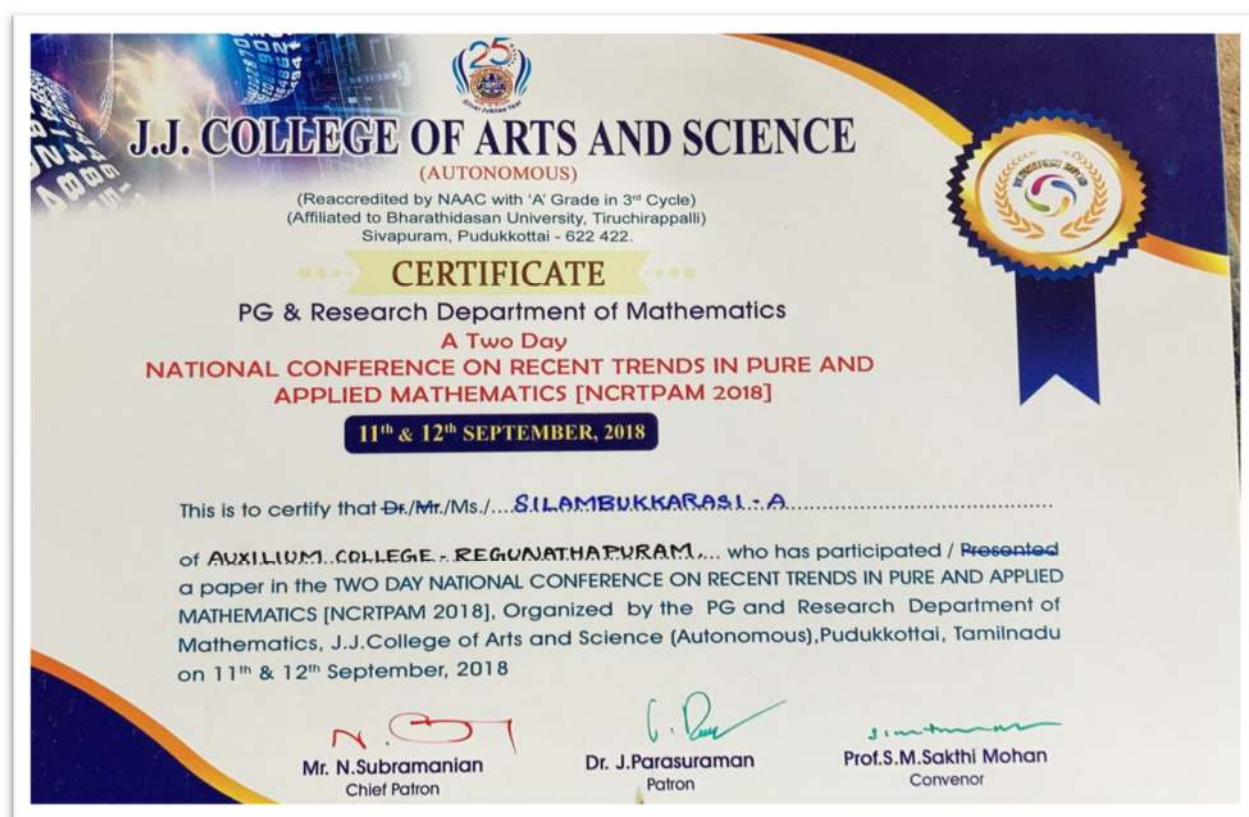 25
Silver Jubilee Year
J.J. COLLEGE OF ARTS AND SCIENCE
(AUTONOMOUS)
(Reaccredited by NAAC with 'A' Grade in 3rd Cycle)
(Affiliated to Bharathidasan University, Tiruchirappalli)
Sivapuram, Pudukkottai - 622 422.
CERTIFICATE
PG & Research Department of Mathematics
A Two Day
NATIONAL CONFERENCE ON RECENT TRENDS IN PURE AND
APPLIED MATHEMATICS [NCRTPAM 2018]
11th & 12th SEPTEMBER, 2018
This is to certify that Dr./Mr./Ms./....SILAMBUKKARASI - A
of AUXILIUM COLLEGE - REGUNATHAPURAM.... who has participated / Presented
a paper in the TWO DAY NATIONAL CONFERENCE ON RECENT TRENDS IN PURE AND APPLIED
MATHEMATICS [NCRTPAM 2018], Organized by the PG and Research Department of
Mathematics, J.J.College of Arts and Science (Autonomous),Pudukkottai, Tamilnadu
on 11th & 12th September, 2018
Mr. N.Subramanian
Chief Patron
Dr. J.Parasuraman
Patron
Prof.S.M.Sakthi Mohan
Convenor